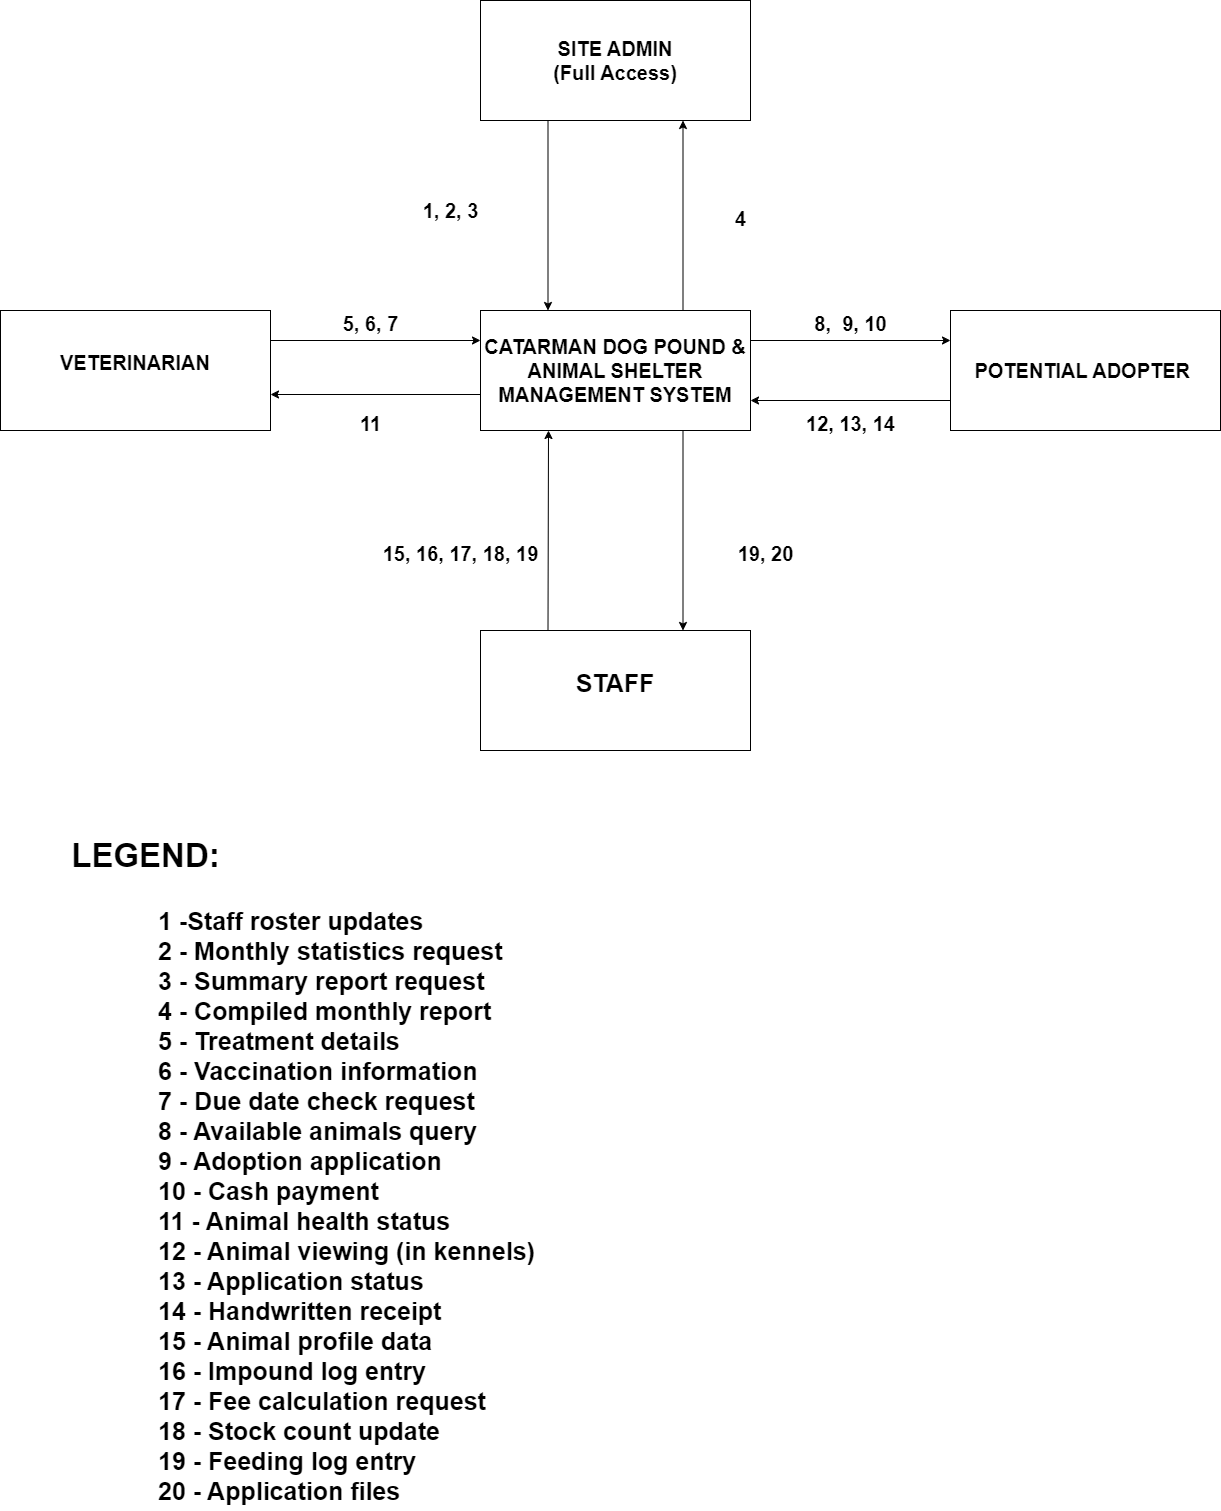 SITE ADMIN
(Full Access)
1, 2, 3
4
5, 6, 7
8,  9, 10
VETERINARIAN
CATARMAN DOG POUND &
ANIMAL SHELTER
MANAGEMENT SYSTEM
POTENTIAL ADOPTER
11
12, 13, 14
15, 16, 17, 18, 19
19, 20
STAFF
LEGEND:
1 -Staff roster updates
2 - Monthly statistics request
3 - Summary report request
4 - Compiled monthly report
5 - Treatment details
6 - Vaccination information
7 - Due date check request
8 - Available animals query
9 - Adoption application
10 - Cash payment
11 - Animal health status
12 - Animal viewing (in kennels)
13 - Application status
14 - Handwritten receipt
15 - Animal profile data
16 - Impound log entry
17 - Fee calculation request
18 - Stock count update
19 - Feeding log entry
20 - Application files